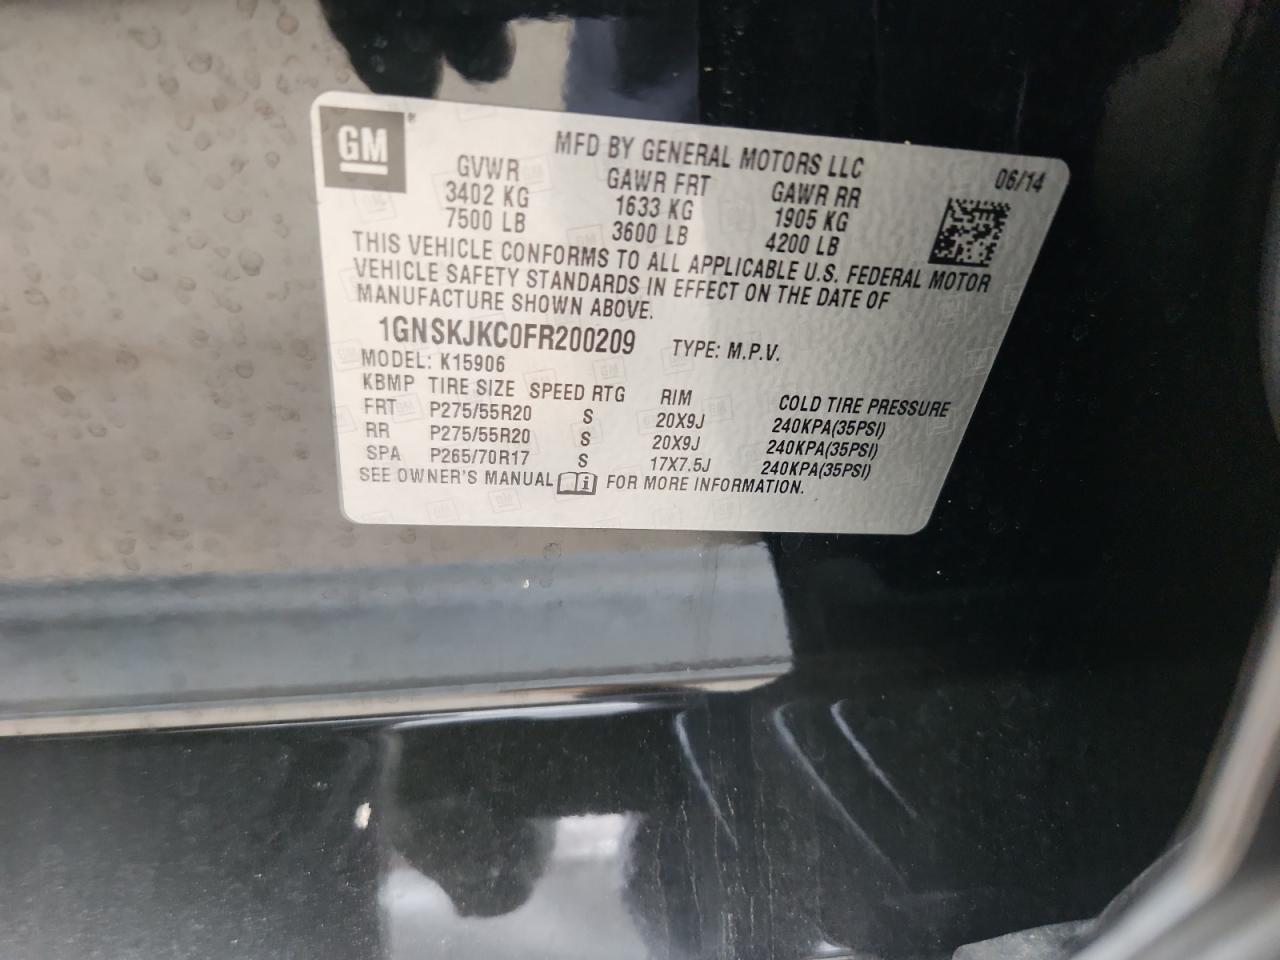 GM
MFD BY GENERAL MOTORS LLC
06/14
GVWR GAWR FRT GAWR RR
3402 KG 1633 KG 1905 KG
7500 LB 3600 LB 4200 LB
THIS VEHICLE CONFORMS TO ALL APPLICABLE U.S. FEDERAL MOTOR
VEHICLE SAFETY STANDARDS IN EFFECT ON THE DATE OF
MANUFACTURE SHOWN ABOVE.
1GNSKJKC0FR200209 TYPE: M.P.V.
MODEL: K15906
KBMP TIRE SIZE SPEED RTG RIM COLD TIRE PRESSURE
FRT P275/55R20 S 20X9J 240KPA(35PSI)
RR P275/55R20 S 20X9J 240KPA(35PSI)
SPA P265/70R17 S 17X7.5J 240KPA(35PSI)
SEE OWNER'S MANUAL i FOR MORE INFORMATION.